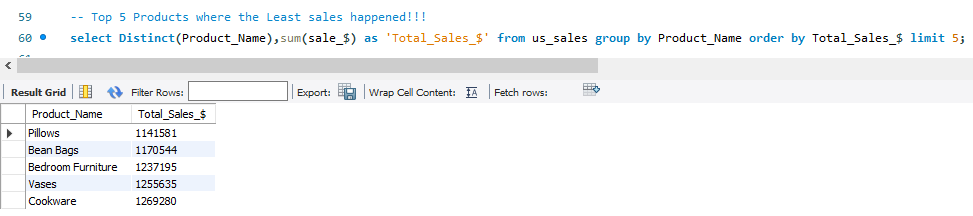 59 -- Top 5 Products where the Least sales happened!!!
60 select Distinct(Product_Name),sum(sale_$) as 'Total_Sales_$' from us_sales group by Product_Name order by Total_Sales_$ limit 5;
Result Grid Filter Rows: Export: Wrap Cell Content: Fetch rows:
Product_Name Total_Sales_$
Pillows 1141581
Bean Bags 1170544
Bedroom Furniture 1237195
Vases 1255635
Cookware 1269280